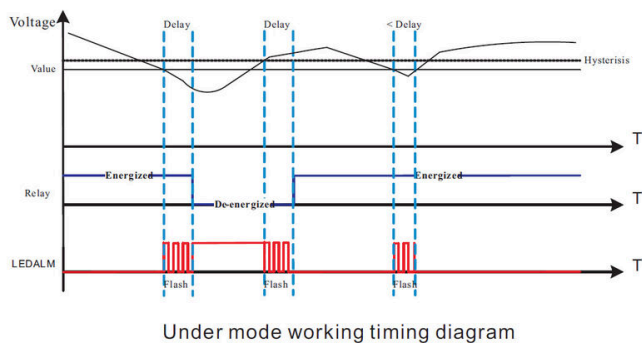 Voltage
Delay Delay < Delay
Hysterisis
Value
T
Energized Energized
Relay
De-energized
T
LEDALM
T
Flash Flash Flash
Under mode working timing diagram